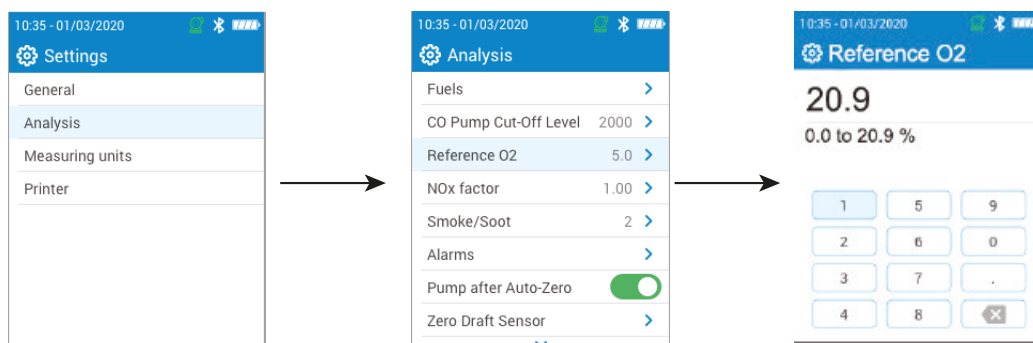 10:35 - 01/03/2020
Settings
General
Analysis
Measuring units
Printer
10:35 - 01/03/2020
Analysis
Fuels
CO Pump Cut-Off Level 2000
Reference O2 5.0
NOx factor 1.00
Smoke/Soot 2
Alarms
Pump after Auto-Zero
Zero Draft Sensor
10:35 - 01/03/2020
Reference O2
20.9
0.0 to 20.9 %
1 5 9
2 6 0
3 7 .
4 8